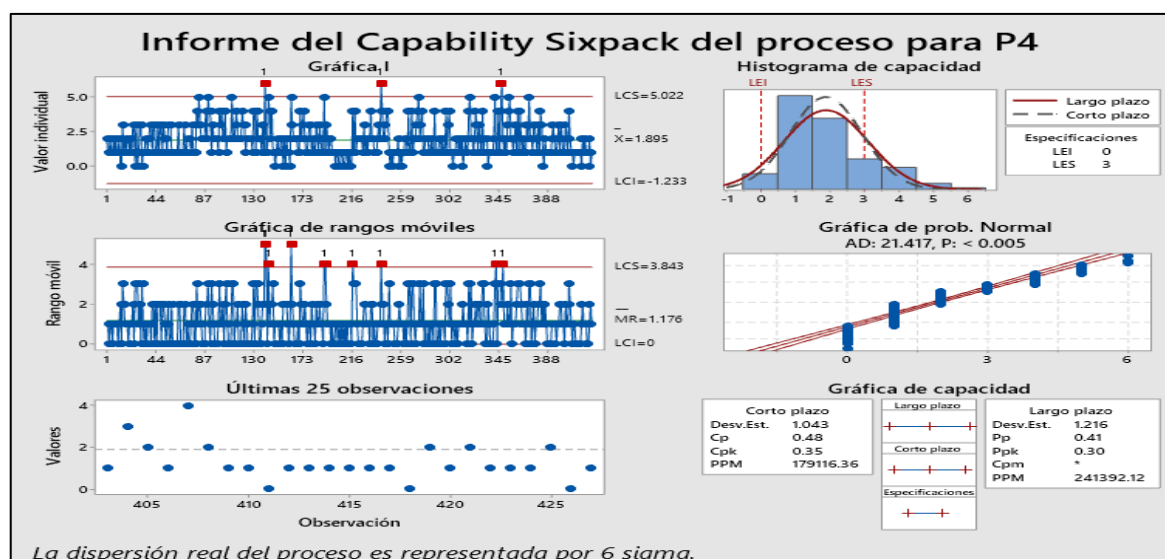 Informe del Capability Sixpack del proceso para P4
Gráfica I
Valor individual
5.0
2.5
0.0
1 1 1
LCS=5.022
X=1.895
LCI=-1.233
1 44 87 130 173 216 259 302 345 388
Gráfica de rangos móviles
Rango móvil
4
2
0
1 1 1 1 11
LCS=3.843
MR=1.176
LCI=0
1 44 87 130 173 216 259 302 345 388
Últimas 25 observaciones
Valores
4
2
0
405 410 415 420 425
Observación
Histograma de capacidad
LEI LES
-1 0 1 2 3 4 5 6
Largo plazo
Corto plazo
Especificaciones
LEI 0
LES 3
Gráfica de prob. Normal
AD: 21.417, P: < 0.005
0 3 6
Gráfica de capacidad
Corto plazo
Desv.Est. 1.043
Cp 0.48
Cpk 0.35
PPM 179116.36
Largo plazo
Corto plazo
Especificaciones
Largo plazo
Desv.Est. 1.216
Pp 0.41
Ppk 0.30
Cpm *
PPM 241392.12
La dispersión real del proceso es representada por 6 sigma.